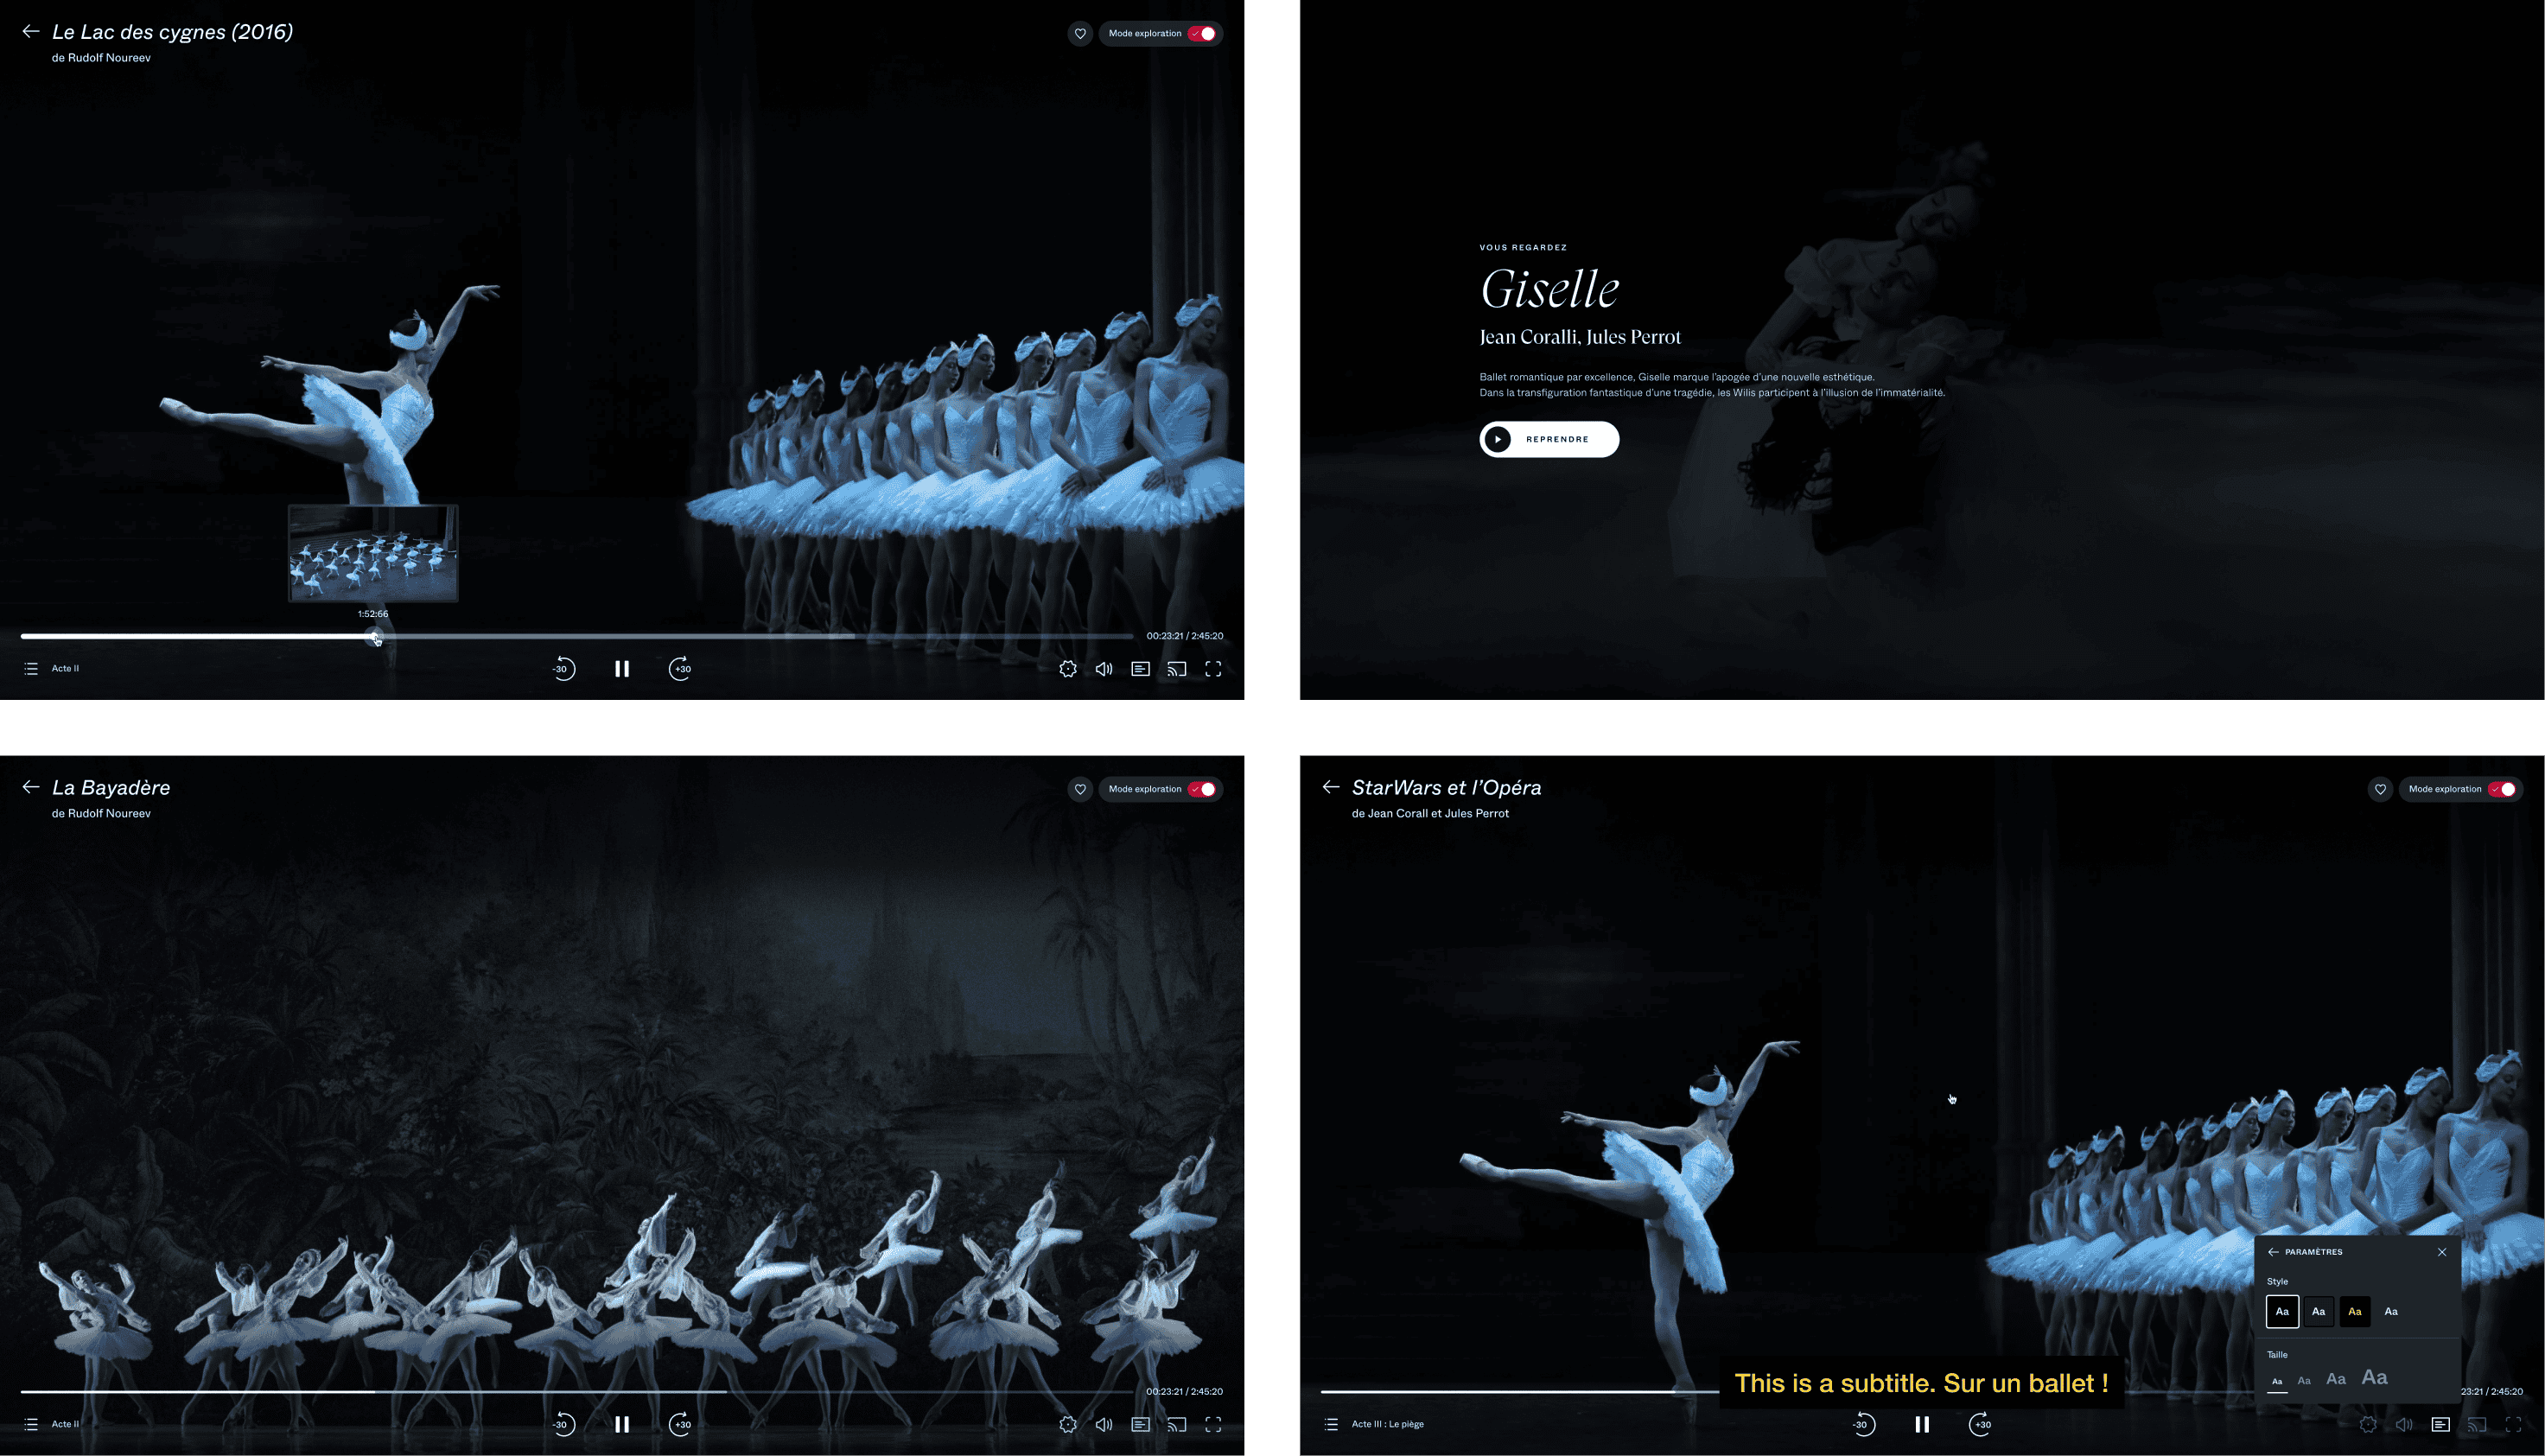 Le Lac des cygnes (2016)
Mode exploration
de Rudolf Noureev
1:52:66
00:23:21 / 2:45:20
Acte II
-30
+30
VOUS REGARDEZ
Giselle
Jean Coralli, Jules Perrot
Ballet romantique par excellence, Giselle marque l'apogée d'une nouvelle esthétique.
Dans la transfiguration fantastique d'une tragédie, les Wilis participent à l'illusion de l'immatérialité.
REPRENDRE
La Bayadère
Mode exploration
de Rudolf Noureev
00:23:21 / 2:45:20
Acte II
-30
+30
StarWars et l'Opéra
Mode exploration
de Jean Corall et Jules Perrot
PARAMÈTRES
Style
Aa Aa Aa Aa
Taille
Aa Aa Aa Aa
This is a subtitle. Sur un ballet !
23:21 / 2:45:20
Acte III : Le piège
-30
+30